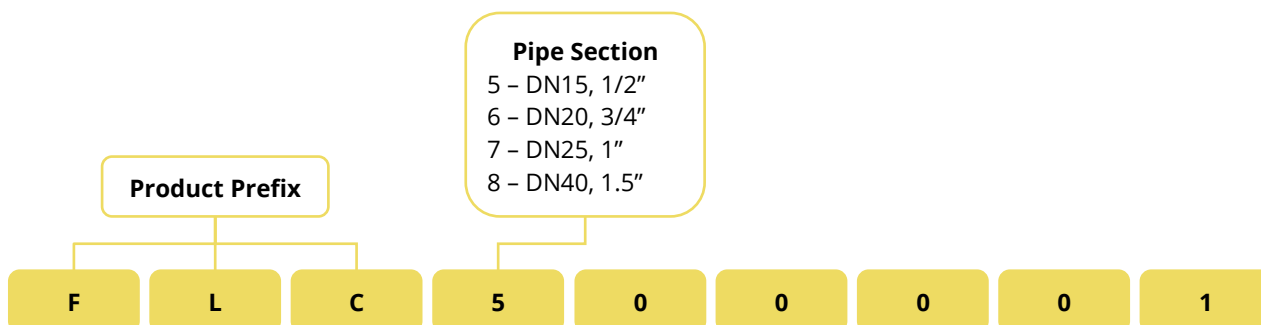 Pipe Section
5 – DN15, 1/2”
6 – DN20, 3/4”
7 – DN25, 1”
8 – DN40, 1.5”
Product Prefix
F L C 5 0 0 0 0 1